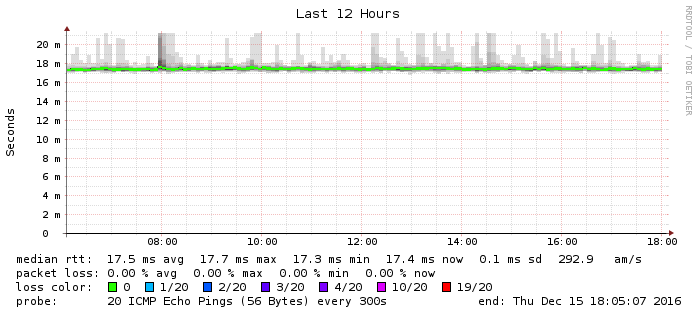 Last 12 Hours
RRDTOOL / TOBI OETIKER
Seconds
20 m
18 m
16 m
14 m
12 m
10 m
8 m
6 m
4 m
2 m
0
08:00 10:00 12:00 14:00 16:00 18:00
median rtt: 17.5 ms avg 17.7 ms max 17.3 ms min 17.4 ms now 0.1 ms sd 292.9 am/s
packet loss: 0.00 % avg 0.00 % max 0.00 % min 0.00 % now
loss color: 0 1/20 2/20 3/20 4/20 10/20 19/20
probe: 20 ICMP Echo Pings (56 Bytes) every 300s end: Thu Dec 15 18:05:07 2016